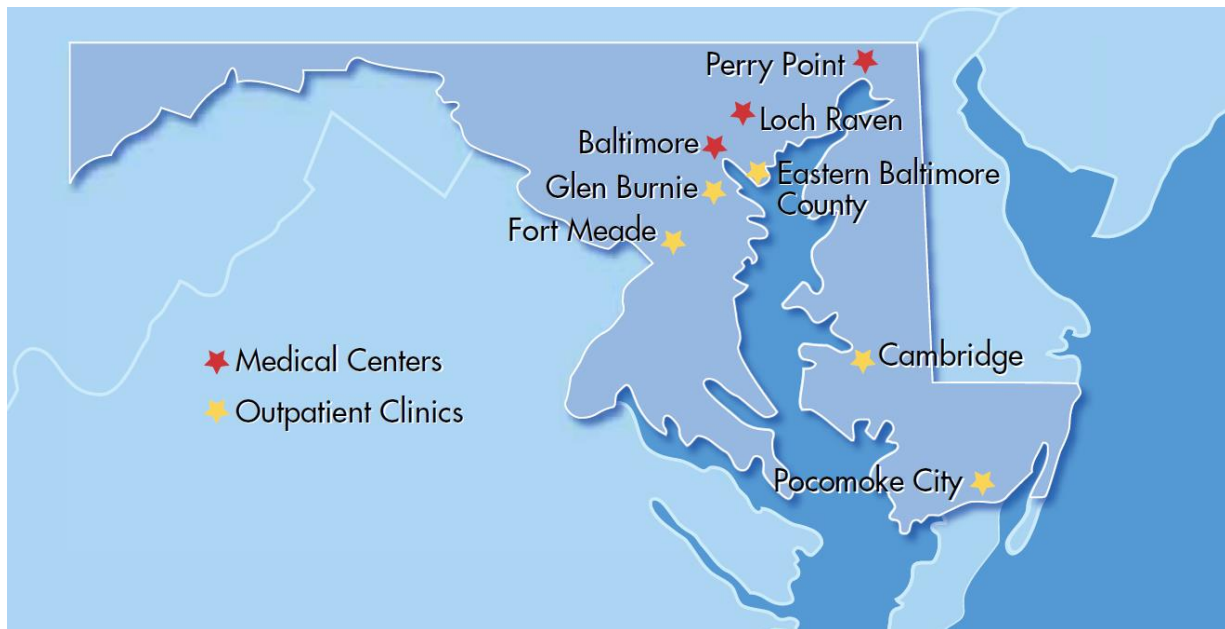 Perry Point
Loch Raven
Baltimore
Eastern Baltimore
County
Glen Burnie
Fort Meade
Medical Centers
Cambridge
Outpatient Clinics
Pocomoke City